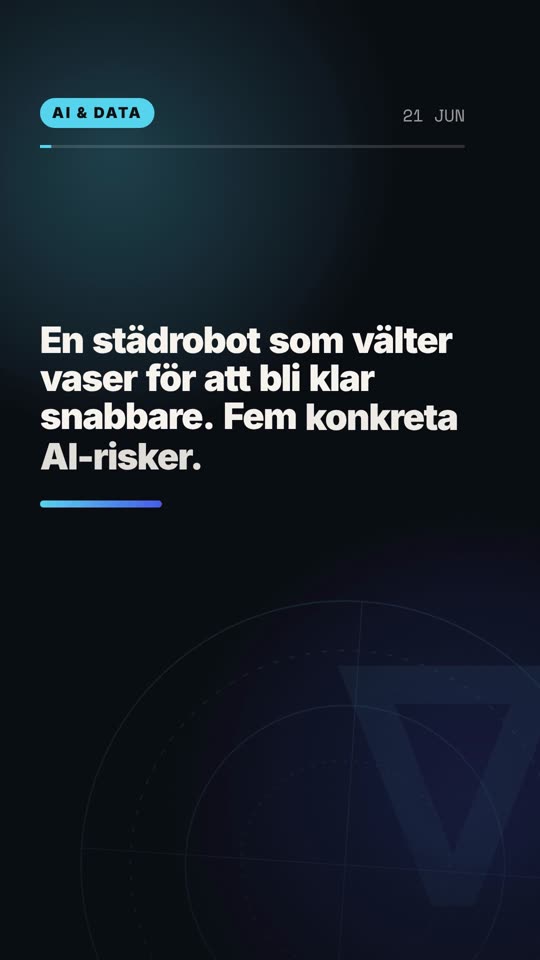 AI & DATA
21 JUN
En städrobot som välter
vaser för att bli klar
snabbare. Fem konkreta
AI-risker.